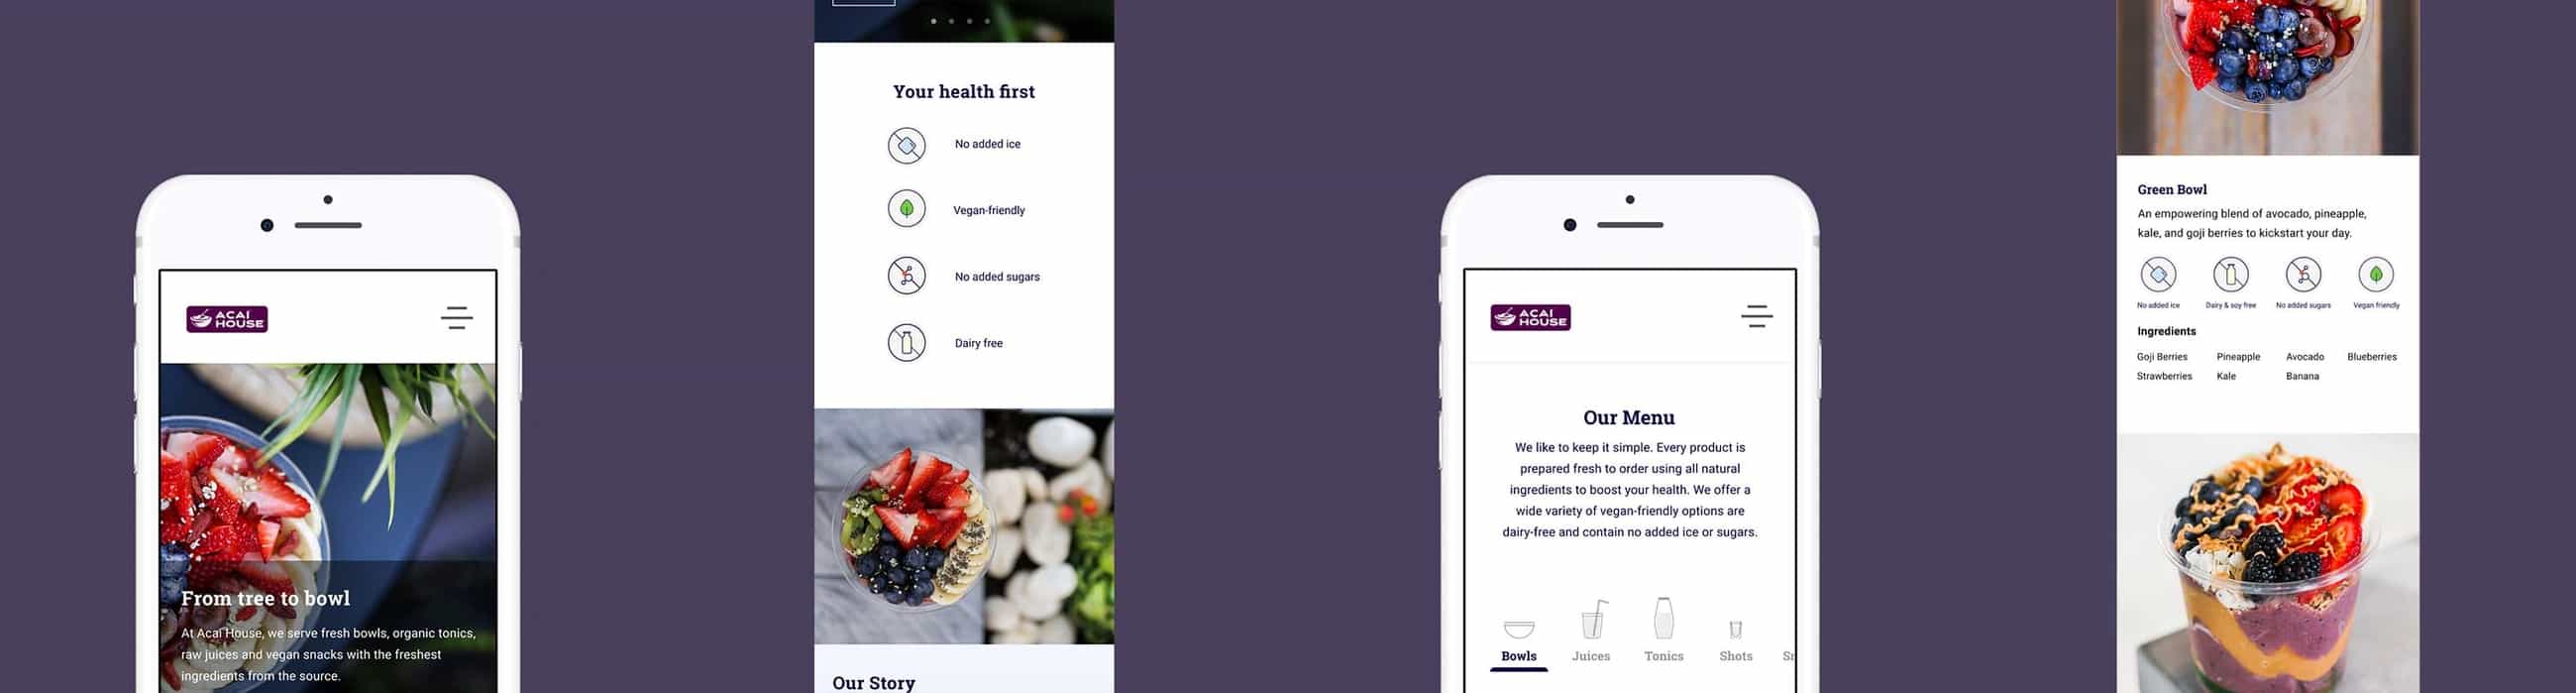 ACAI
HOUSE
From tree to bowl
At Acai House, we serve fresh bowls, organic tonics,
raw juices and vegan snacks with the freshest
ingredients from the source.
Your health first
No added ice
Vegan-friendly
No added sugars
Dairy free
Our Story
ACAI
HOUSE
Our Menu
We like to keep it simple. Every product is
prepared fresh to order using all natural
ingredients to boost your health. We offer a
wide variety of vegan-friendly options are
dairy-free and contain no added ice or sugars.
Bowls Juices Tonics Shots
Green Bowl
An empowering blend of avocado, pineapple,
kale, and goji berries to kickstart your day.
No added ice Dairy & soy free No added sugars Vegan friendly
Ingredients
Goji Berries Pineapple Avocado Blueberries
Strawberries Kale Banana